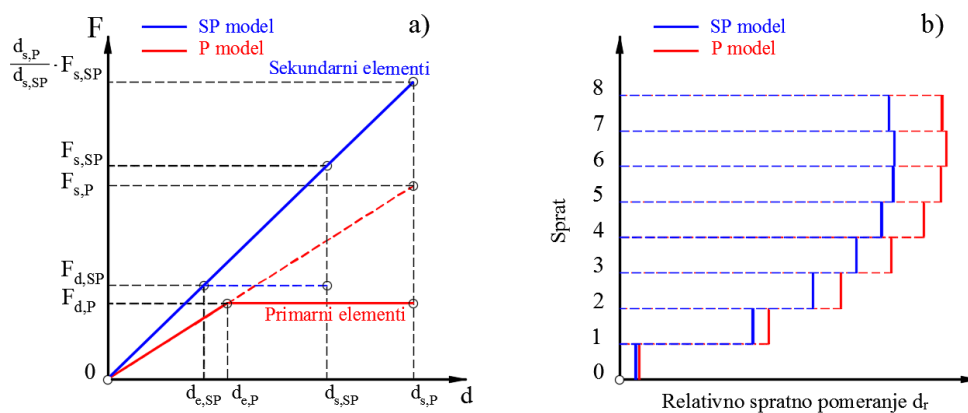 F
SP model
P model
a)
d_s,P / d_s,SP · F_s,SP
Sekundarni elementi
F_s,SP
F_s,P
F_d,SP
F_d,P
Primarni elementi
0
d_e,SP
d_e,P
d_s,SP
d_s,P
d
SP model
P model
b)
Sprat
8
7
6
5
4
3
2
1
0
Relativno spratno pomeranje d_r